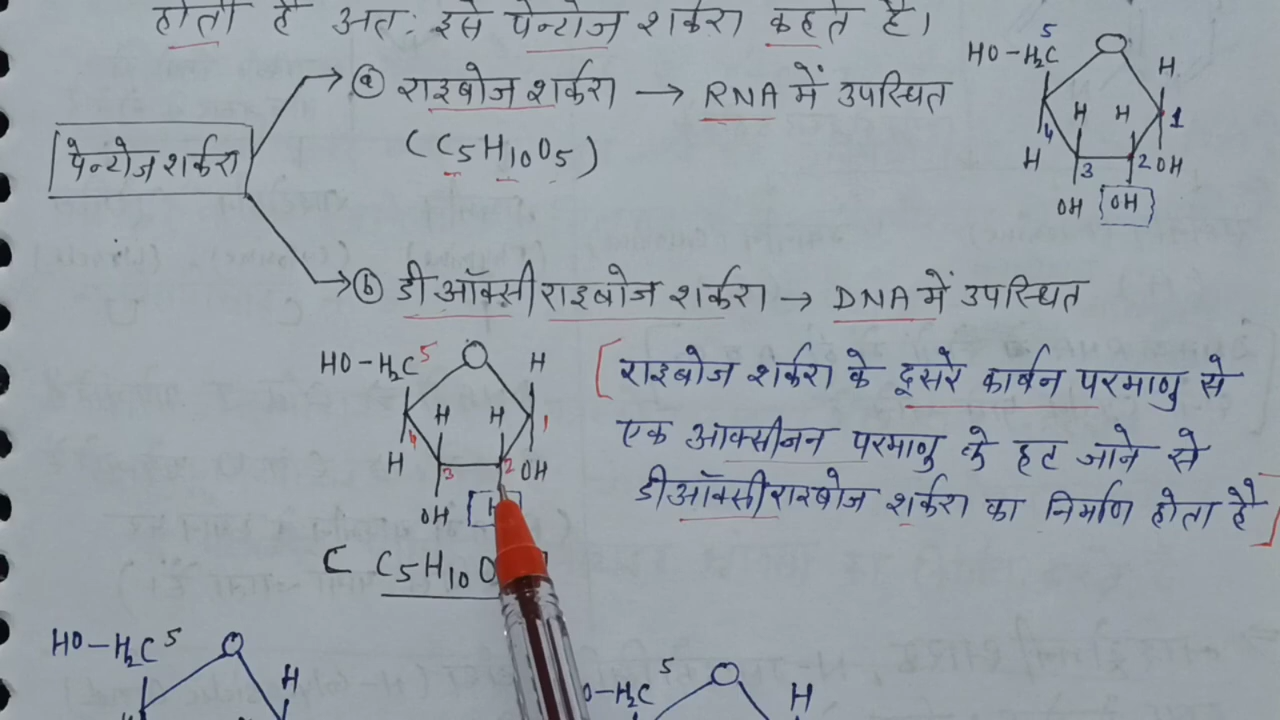 होती है अतः इसे पेन्टोज शर्करा कहते है।
पेन्टोज शर्करा
ⓐ राइबोज शर्करा → RNA में उपस्थित
(C5H10O5)
HO-H2C 5 O H
H H 1
4 H 3 2 OH
OH OH
ⓑ डीऑक्सी राइबोज शर्करा → DNA में उपस्थित
HO-H2C 5 O H
H H 1
4 H 3 2 OH
OH
( C5H10O
[राइबोज शर्करा के दूसरे कार्बन परमाणु से
एक ऑक्सीजन परमाणु के हट जाने से
डीऑक्सीराइबोज शर्करा का निर्माण होता है]
HO-H2C 5 O H
O-H2C 5 O H